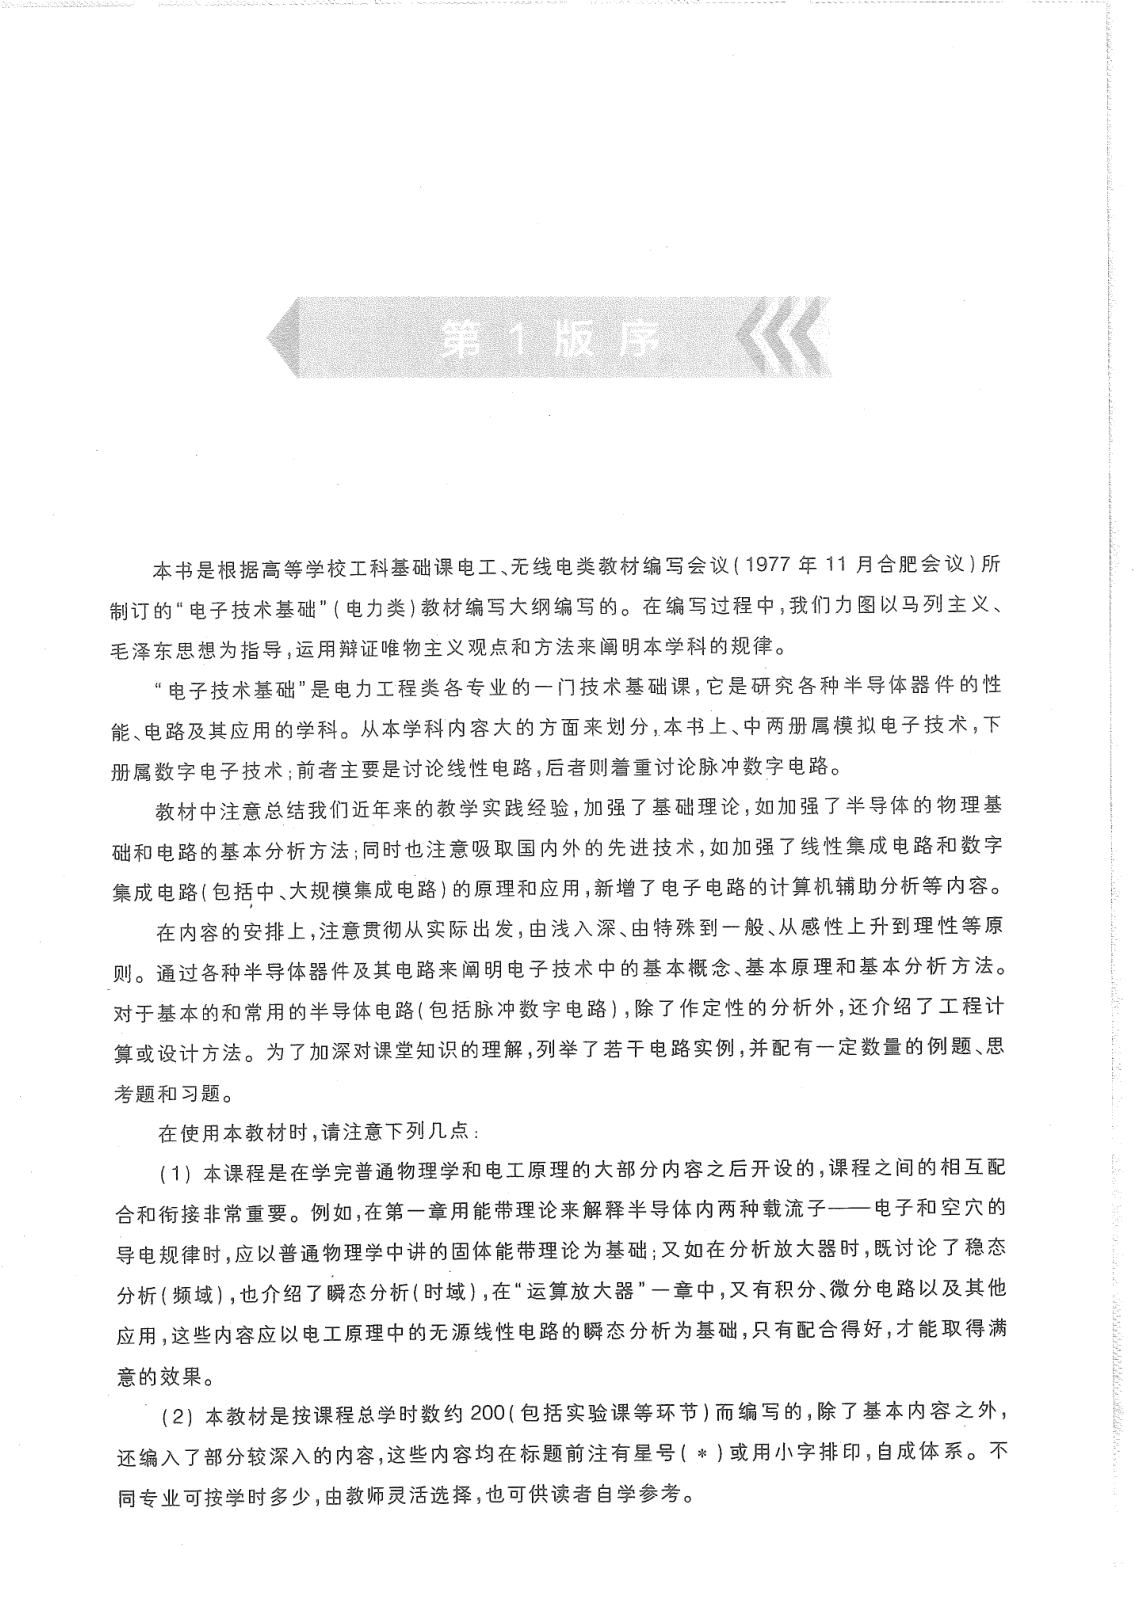 第1版序
本书是根据高等学校工科基础课电工、无线电类教材编写会议(1977年11月合肥会议)所
制订的“电子技术基础”(电力类)教材编写大纲编写的。在编写过程中,我们力图以马列主义、
毛泽东思想为指导,运用辩证唯物主义观点和方法来阐明本学科的规律。
“电子技术基础”是电力工程类各专业的一门技术基础课,它是研究各种半导体器件的性
能、电路及其应用的学科。从本学科内容大的方面来划分,本书上、中两册属模拟电子技术,下
册属数字电子技术;前者主要是讨论线性电路,后者则着重讨论脉冲数字电路。
教材中注意总结我们近年来的教学实践经验,加强了基础理论,如加强了半导体的物理基
础和电路的基本分析方法;同时也注意吸取国内外的先进技术,如加强了线性集成电路和数字
集成电路(包括中、大规模集成电路)的原理和应用,新增了电子电路的计算机辅助分析等内容。
在内容的安排上,注意贯彻从实际出发,由浅入深、由特殊到一般、从感性上升到理性等原
则。通过各种半导体器件及其电路来阐明电子技术中的基本概念、基本原理和基本分析方法。
对于基本的和常用的半导体电路(包括脉冲数字电路),除了作定性的分析外,还介绍了工程计
算或设计方法。为了加深对课堂知识的理解,列举了若干电路实例,并配有一定数量的例题、思
考题和习题。
在使用本教材时,请注意下列几点:
(1) 本课程是在学完普通物理学和电工原理的大部分内容之后开设的,课程之间的相互配
合和衔接非常重要。例如,在第一章用能带理论来解释半导体内两种载流子——电子和空穴的
导电规律时,应以普通物理学中讲的固体能带理论为基础;又如在分析放大器时,既讨论了稳态
分析(频域),也介绍了瞬态分析(时域),在“运算放大器”一章中,又有积分、微分电路以及其他
应用,这些内容应以电工原理中的无源线性电路的瞬态分析为基础,只有配合得好,才能取得满
意的效果。
(2) 本教材是按课程总学时数约200(包括实验课等环节)而编写的,除了基本内容之外,
还编入了部分较深入的内容,这些内容均在标题前注有星号(*)或用小字排印,自成体系。不
同专业可按学时多少,由教师灵活选择,也可供读者自学参考。